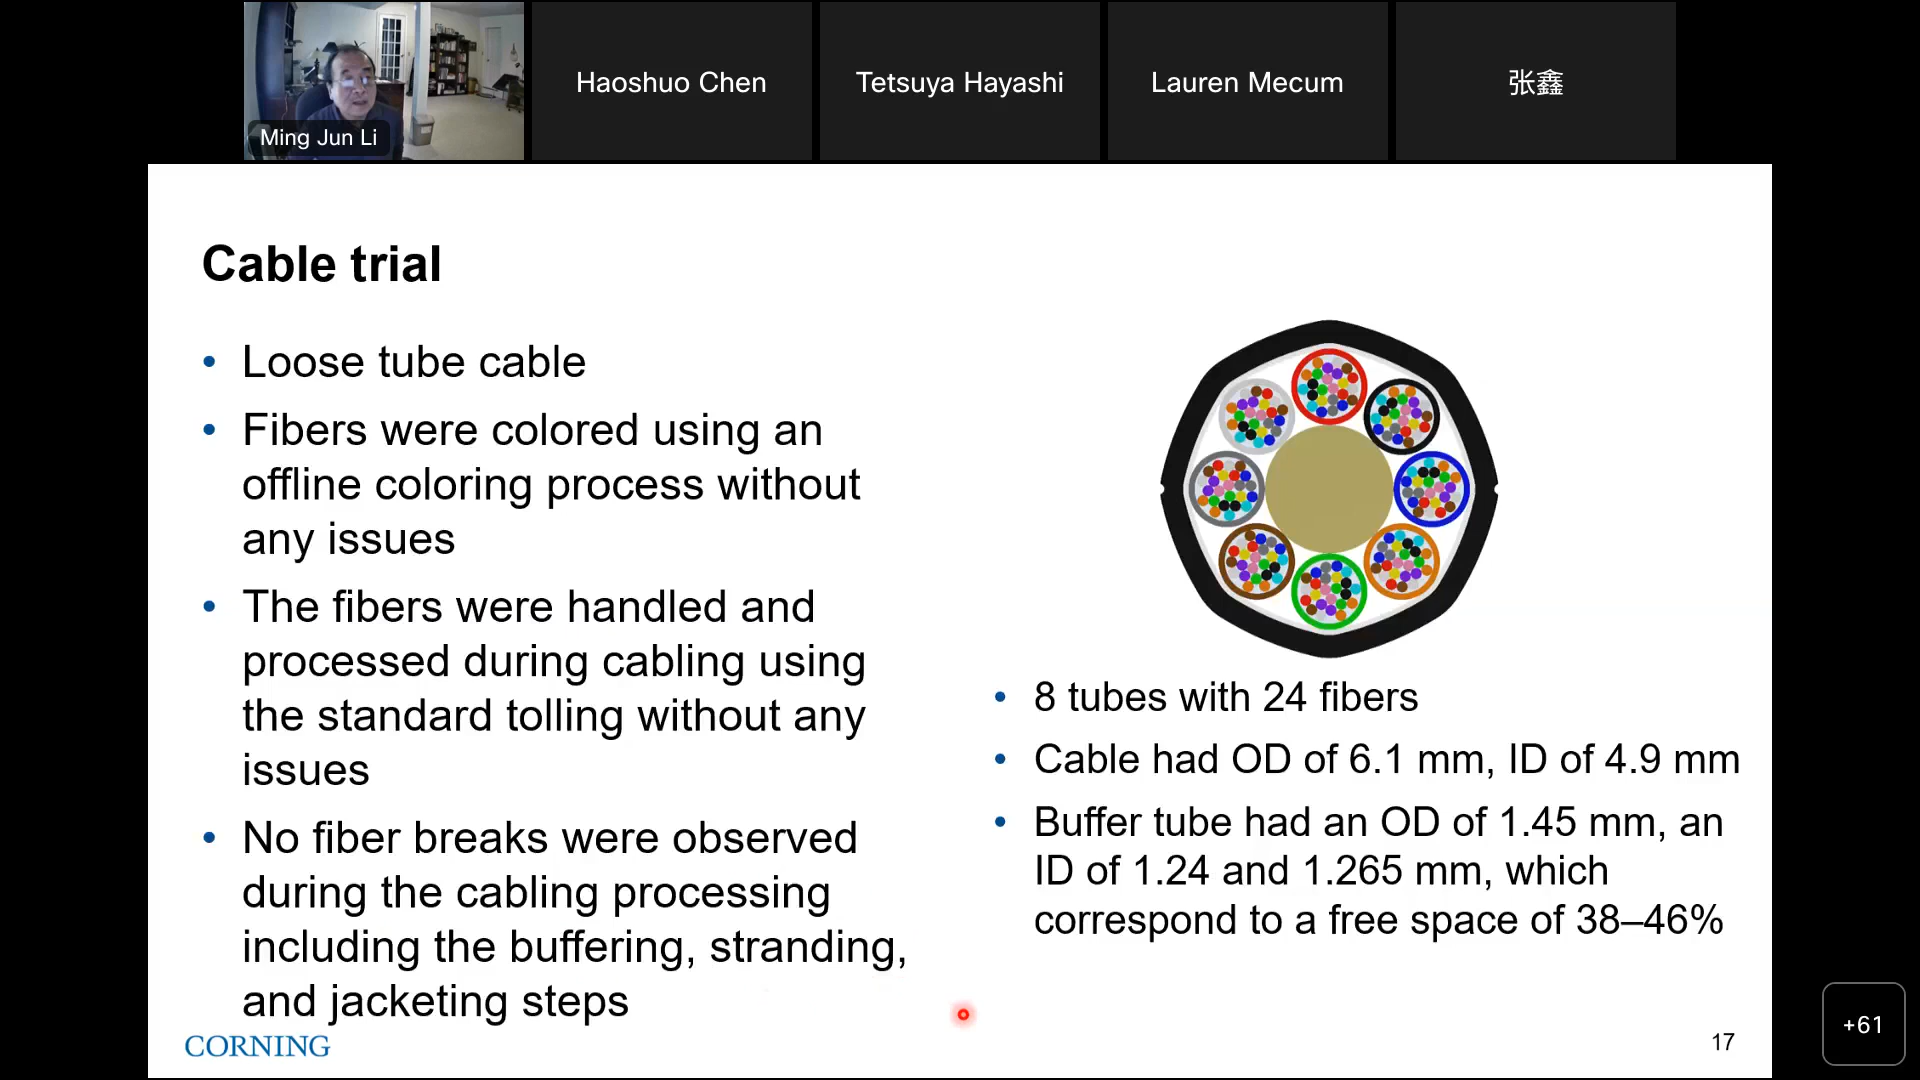 Ming Jun Li
Haoshuo Chen
Tetsuya Hayashi
Lauren Mecum
张鑫
Cable trial
• Loose tube cable
• Fibers were colored using an
offline coloring process without
any issues
• The fibers were handled and
processed during cabling using
the standard tolling without any
issues
• No fiber breaks were observed
during the cabling processing
including the buffering, stranding,
and jacketing steps
• 8 tubes with 24 fibers
• Cable had OD of 6.1 mm, ID of 4.9 mm
• Buffer tube had an OD of 1.45 mm, an
ID of 1.24 and 1.265 mm, which
correspond to a free space of 38–46%
CORNING
17
+61